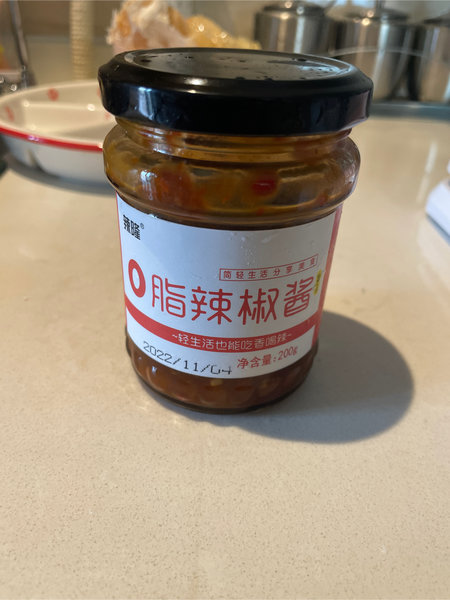 臻隆®
简轻生活分享美味
0脂辣椒酱
~轻生活也能吃香喝辣~
2022/11/04
净含量:200g